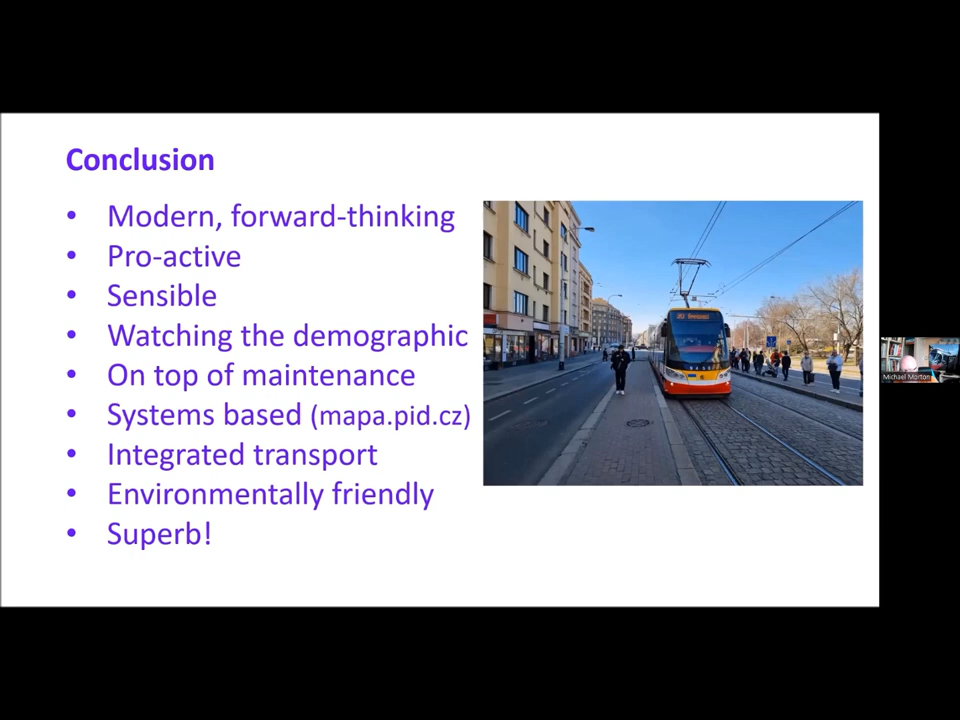 Conclusion
• Modern, forward-thinking
• Pro-active
• Sensible
• Watching the demographic
• On top of maintenance
• Systems based (mapa.pid.cz)
• Integrated transport
• Environmentally friendly
• Superb!
Michael Morton